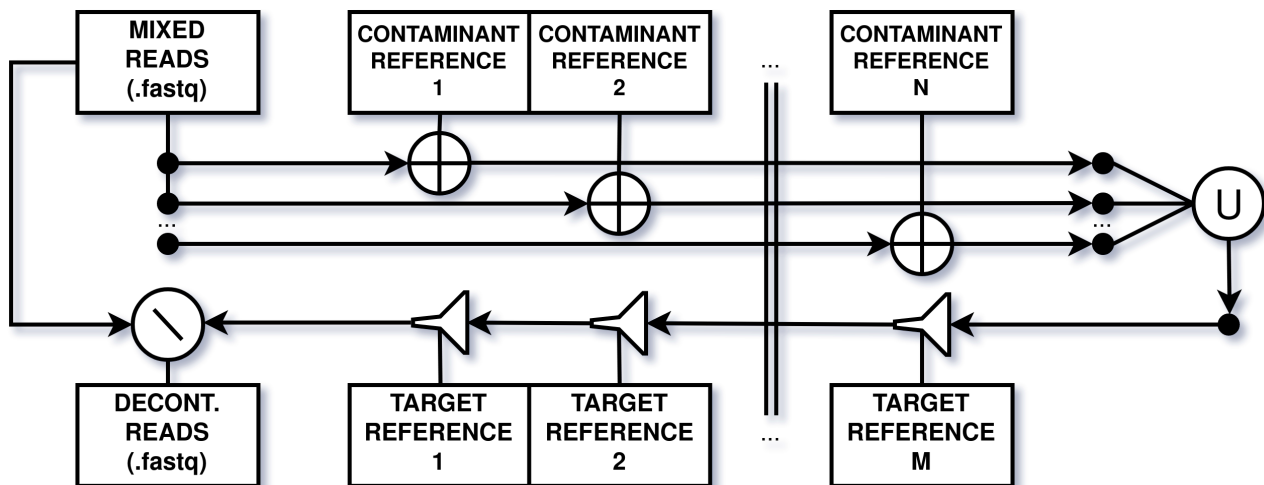 MIXED
READS
(.fastq)
CONTAMINANT
REFERENCE
1
CONTAMINANT
REFERENCE
2
...
CONTAMINANT
REFERENCE
N
...
...
U
DECONT.
READS
(.fastq)
TARGET
REFERENCE
1
TARGET
REFERENCE
2
...
TARGET
REFERENCE
M